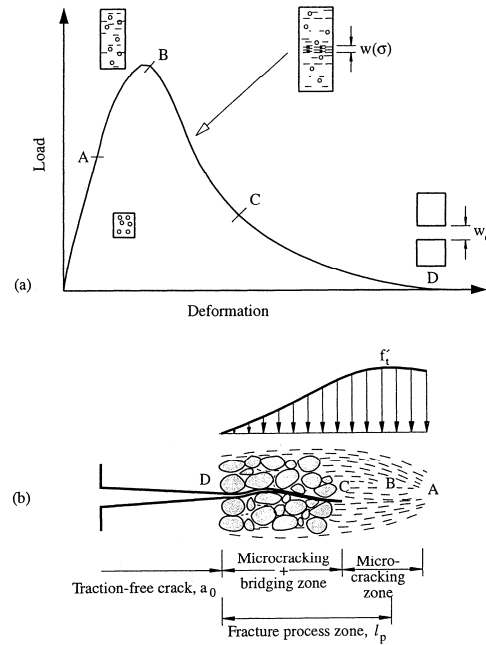 B
w(σ)
A
Load
C
w
D
(a)
Deformation
f't
D
C
B
A
(b)
Microcracking
+
bridging zone
Micro-
cracking
zone
Traction-free crack, a0
Fracture process zone, lp